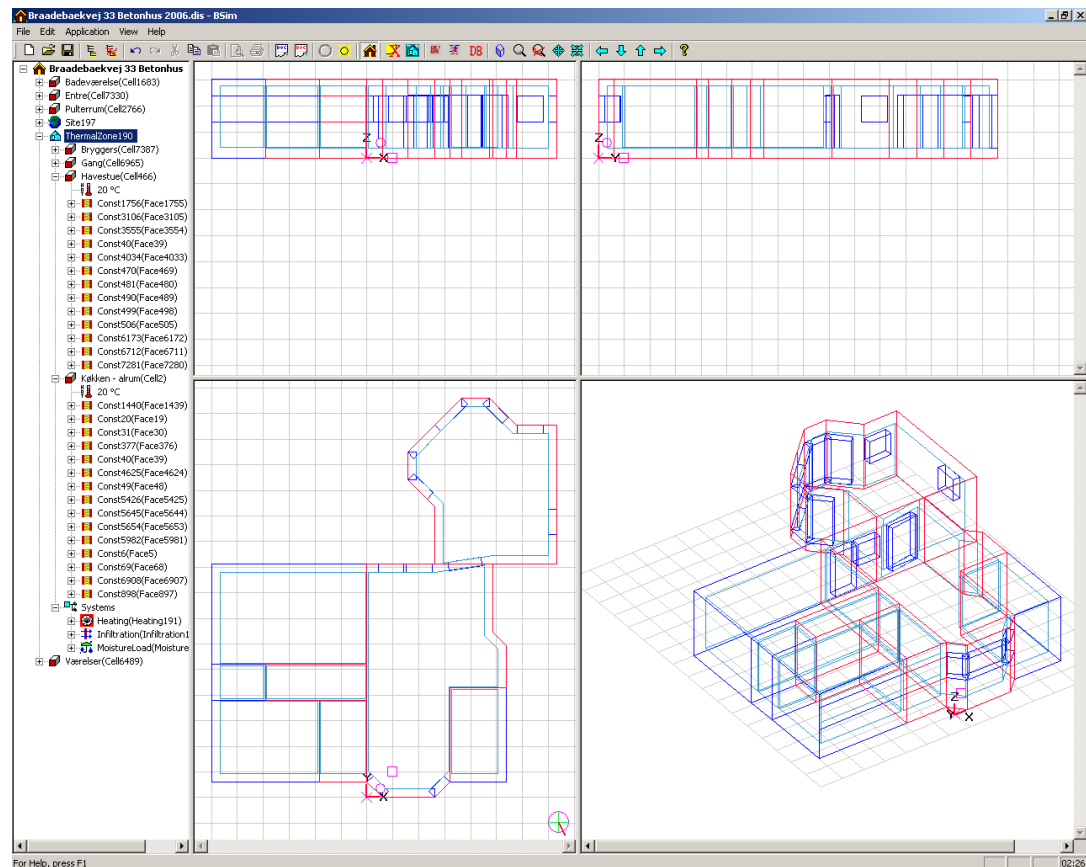 Braadebaekvej 33 Betonhus 2006.dis - BSim
File Edit Application View Help
DOC DOC BV DB ?
Braadebaekvej 33 Betonhus
Badeværelse(Cell1683)
Entre(Cell7330)
Pulterrum(Cell2766)
Site197
ThermalZone190
Bryggers(Cell7387)
Gang(Cell6965)
Havestue(Cell466)
20 °C
Const1756(Face1755)
Const3106(Face3105)
Const3555(Face3554)
Const40(Face39)
Const4034(Face4033)
Const470(Face469)
Const481(Face480)
Const490(Face489)
Const499(Face498)
Const506(Face505)
Const6173(Face6172)
Const6712(Face6711)
Const7281(Face7280)
Køkken - alrum(Cell2)
20 °C
Const1440(Face1439)
Const20(Face19)
Const31(Face30)
Const377(Face376)
Const40(Face39)
Const4625(Face4624)
Const49(Face48)
Const5426(Face5425)
Const5645(Face5644)
Const5654(Face5653)
Const5982(Face5981)
Const6(Face5)
Const69(Face68)
Const6908(Face6907)
Const898(Face897)
Systems
Heating(Heating191)
Infiltration(Infiltration1
MoistureLoad(Moisture
Værelser(Cell6489)
Z
X
Z
Y
Y
X
Z
Y X
For Help, press F1
02:26